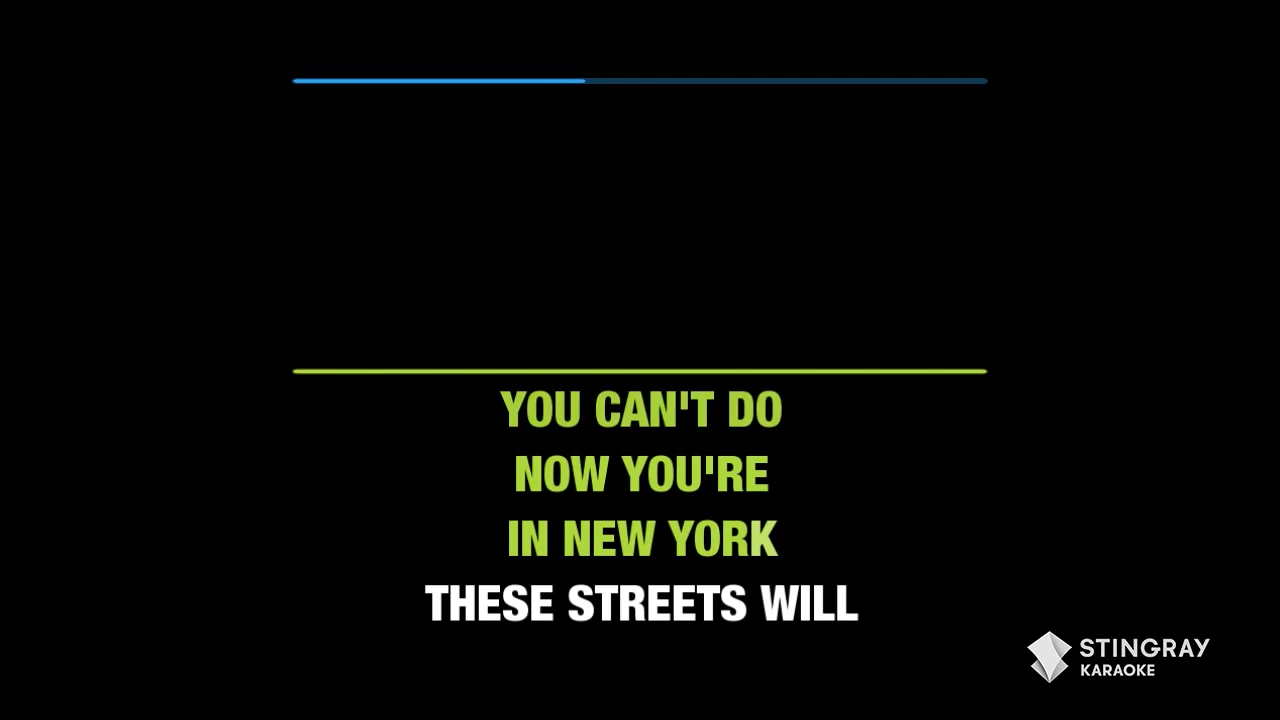 YOU CAN'T DO
NOW YOU'RE
IN NEW YORK
THESE STREETS WILL
STINGRAY
KARAOKE